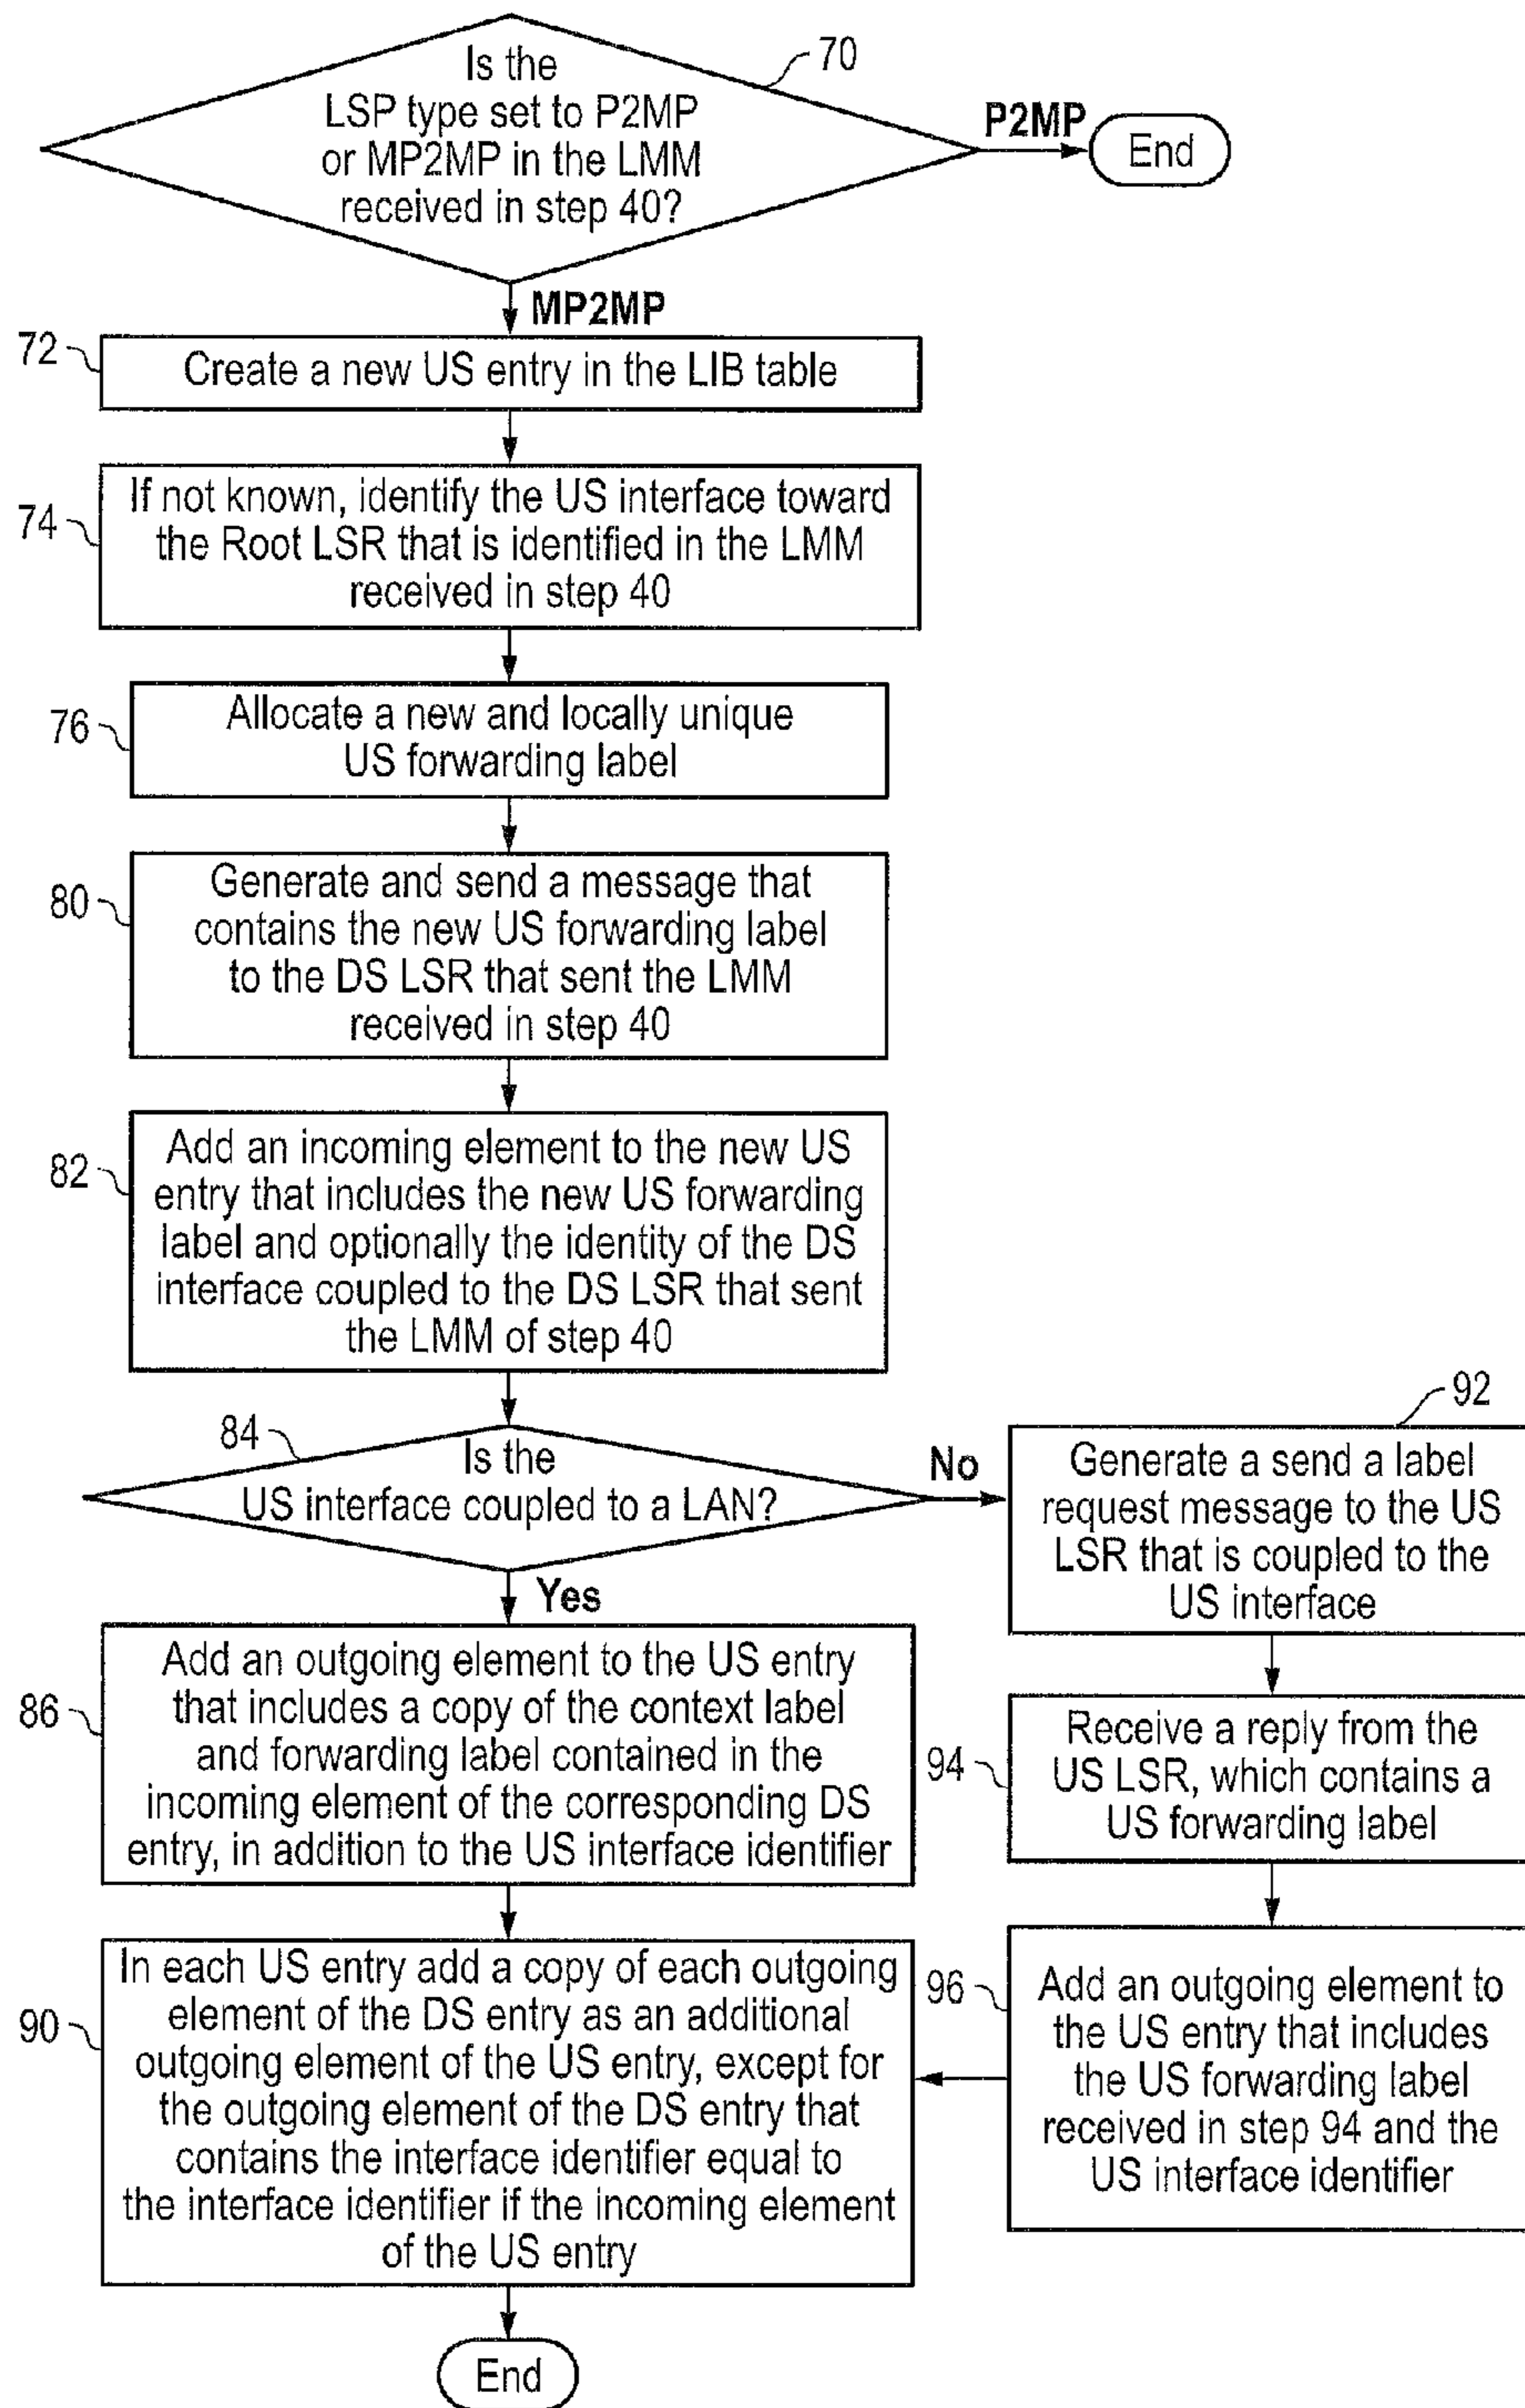 Is the
LSP type set to P2MP
or MP2MP in the LMM
received in step 40?
70
P2MP
End
MP2MP
72
Create a new US entry in the LIB table
74
If not known, identify the US interface toward
the Root LSR that is identified in the LMM
received in step 40
76
Allocate a new and locally unique
US forwarding label
80
Generate and send a message that
contains the new US forwarding label
to the DS LSR that sent the LMM
received in step 40
82
Add an incoming element to the new US
entry that includes the new US forwarding
label and optionally the identity of the DS
interface coupled to the DS LSR that sent
the LMM of step 40
84
Is the
US interface coupled to a LAN?
No
Yes
92
Generate a send a label
request message to the US
LSR that is coupled to the
US interface
86
Add an outgoing element to the US entry
that includes a copy of the context label
and forwarding label contained in the
incoming element of the corresponding DS
entry, in addition to the US interface identifier
94
Receive a reply from the
US LSR, which contains a
US forwarding label
90
In each US entry add a copy of each outgoing
element of the DS entry as an additional
outgoing element of the US entry, except for
the outgoing element of the DS entry that
contains the interface identifier equal to
the interface identifier if the incoming element
of the US entry
96
Add an outgoing element to
the US entry that includes
the US forwarding label
received in step 94 and the
US interface identifier
End